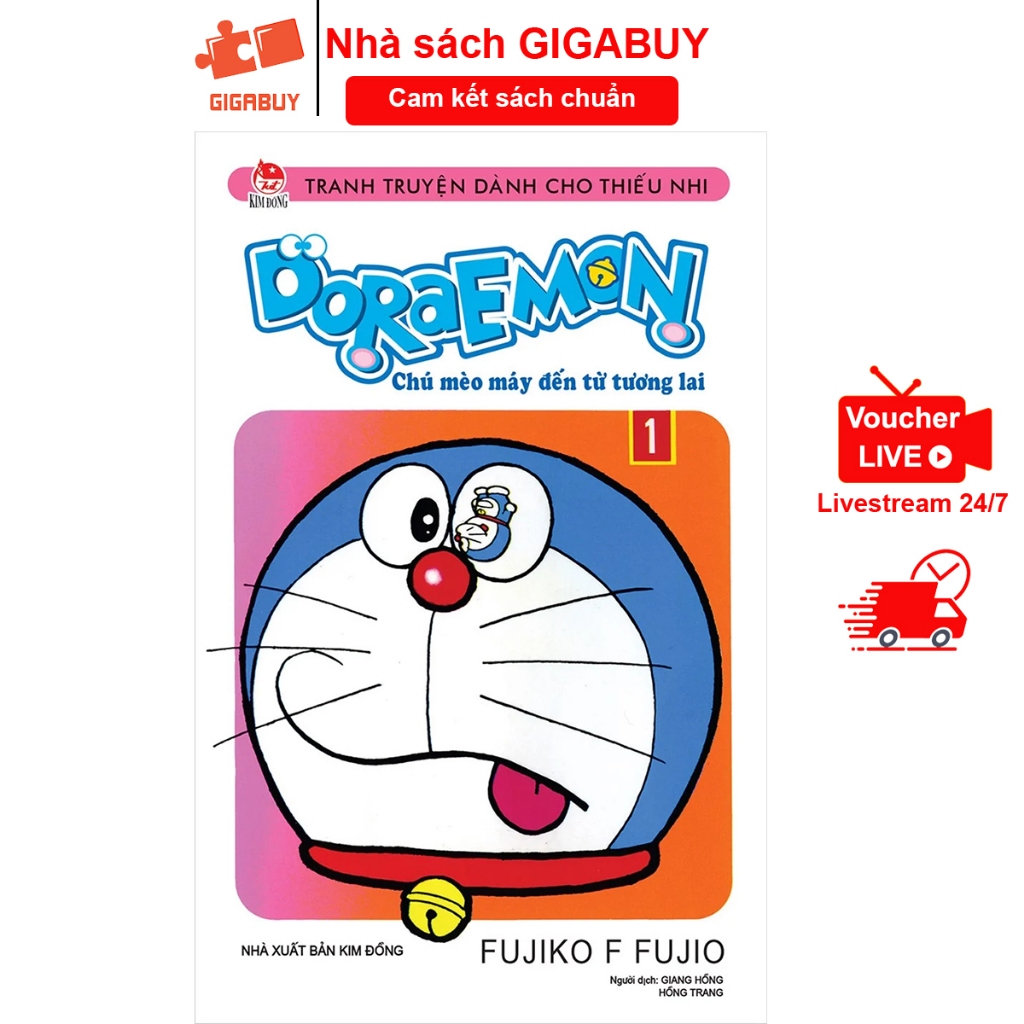 GIGABUY
Nhà sách GIGABUY
Cam kết sách chuẩn
KIM ĐỒNG
TRANH TRUYỆN DÀNH CHO THIẾU NHI
DORAEMON
Chú mèo máy đến từ tương lai
1
Voucher
LIVE
Livestream 24/7
NHÀ XUẤT BẢN KIM ĐỒNG
FUJIKO F FUJIO
Người dịch: GIANG HỒNG
HỒNG TRANG